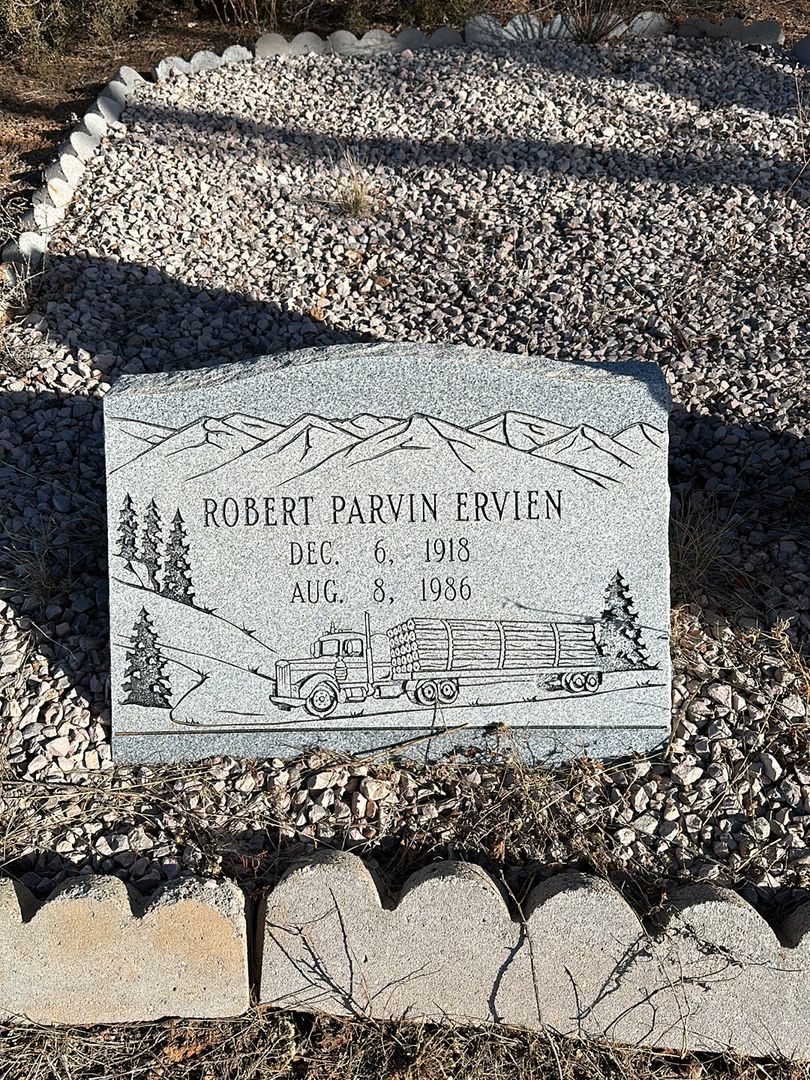 ROBERT PARVIN ERVIEN
DEC. 6, 1918
AUG. 8, 1986